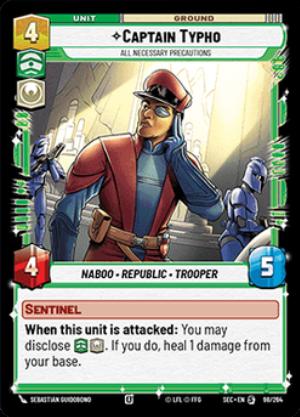 UNIT
GROUND
4
CAPTAIN TYPHO
ALL NECESSARY PRECAUTIONS
4
NABOO • REPUBLIC • TROOPER
5
SENTINEL
When this unit is attacked: You may
disclose. If you do, heal 1 damage from
your base.
SEBASTIAN GUIDOBONO
U
© LFL © FFG
SEC • EN
98/264